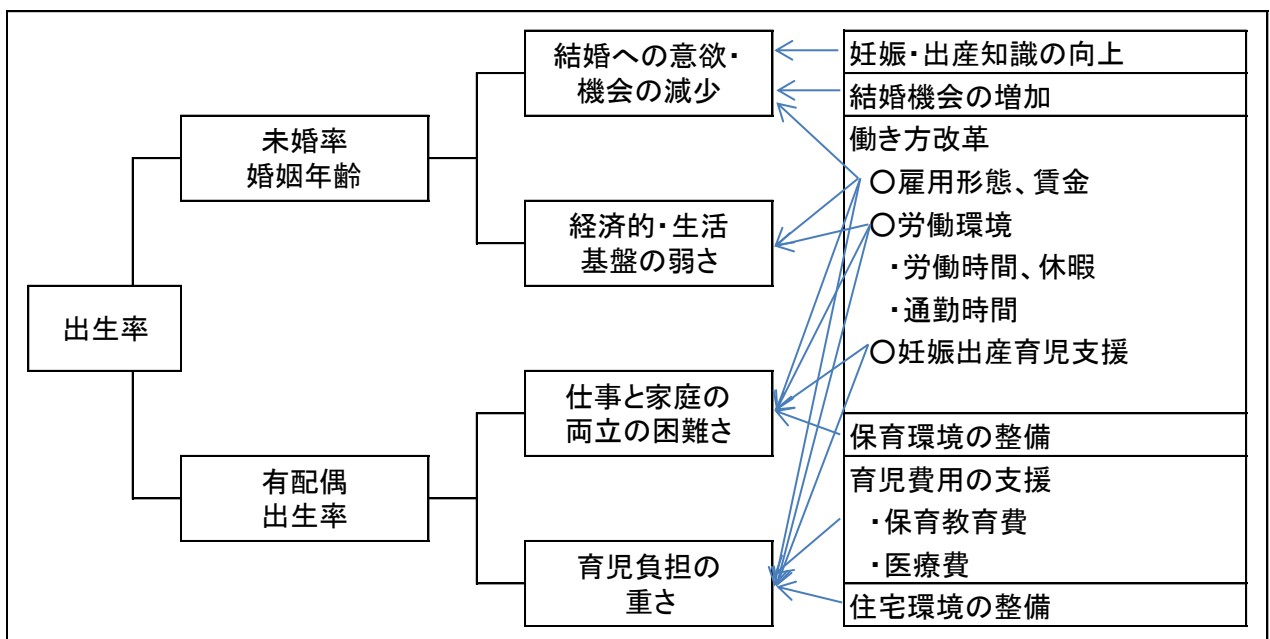 出生率
未婚率
婚姻年齢
有配偶
出生率
結婚への意欲・
機会の減少
経済的・生活
基盤の弱さ
仕事と家庭の
両立の困難さ
育児負担の
重さ
妊娠・出産知識の向上
結婚機会の増加
働き方改革
○雇用形態、賃金
○労働環境
・労働時間、休暇
・通勤時間
○妊娠出産育児支援
保育環境の整備
育児費用の支援
・保育教育費
・医療費
住宅環境の整備